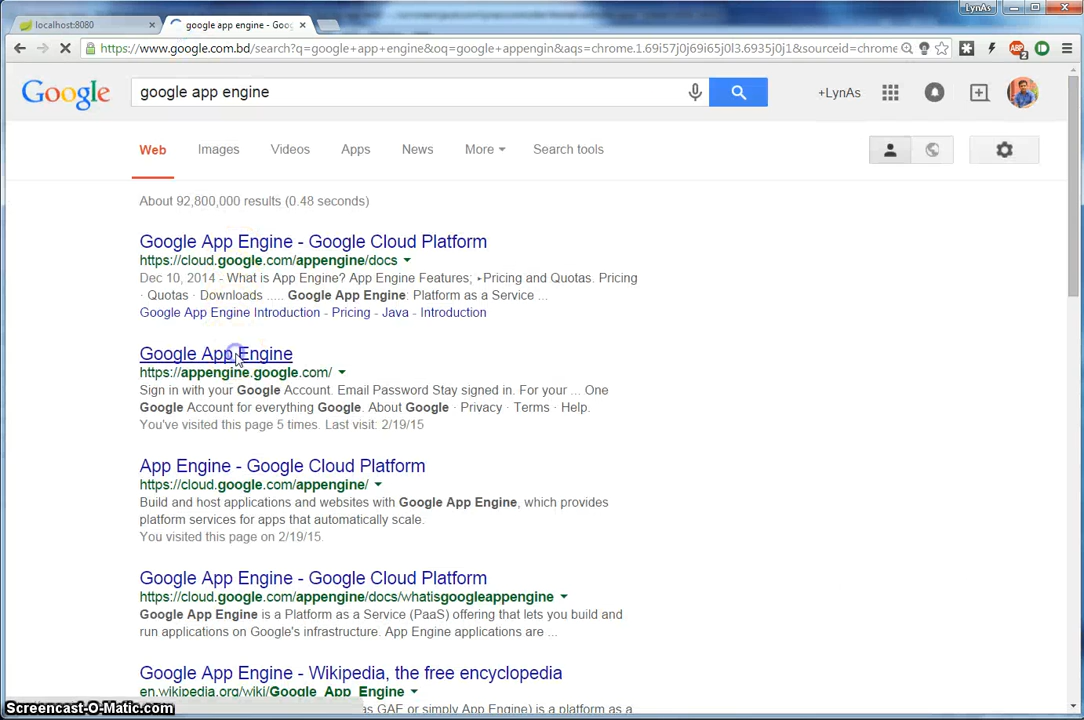 LynAs
localhost:8080
google app engine - Goo
https://www.google.com.bd/search?q=google+app+engine&oq=google+appengin&aqs=chrome.1.69i57j0j69i65j0l3.6935j0j1&sourceid=chrome
2
Google
google app engine
+LynAs
Web Images Videos Apps News More Search tools
About 92,800,000 results (0.48 seconds)
Google App Engine - Google Cloud Platform
https://cloud.google.com/appengine/docs
Dec 10, 2014 - What is App Engine? App Engine Features; ‣Pricing and Quotas. Pricing
· Quotas · Downloads ..... Google App Engine: Platform as a Service ...
Google App Engine Introduction - Pricing - Java - Introduction
Google App Engine
https://appengine.google.com/
Sign in with your Google Account. Email Password Stay signed in. For your ... One
Google Account for everything Google. About Google · Privacy · Terms · Help.
You've visited this page 5 times. Last visit: 2/19/15
App Engine - Google Cloud Platform
https://cloud.google.com/appengine/
Build and host applications and websites with Google App Engine, which provides
platform services for apps that automatically scale.
You visited this page on 2/19/15.
Google App Engine - Google Cloud Platform
https://cloud.google.com/appengine/docs/whatisgoogleappengine
Google App Engine is a Platform as a Service (PaaS) offering that lets you build and
run applications on Google's infrastructure. App Engine applications are ...
Google App Engine - Wikipedia, the free encyclopedia
en.wikipedia.org/wiki/Google_App_Engine
as GAE or simply App Engine) is a platform as a
Screencast-O-Matic.com